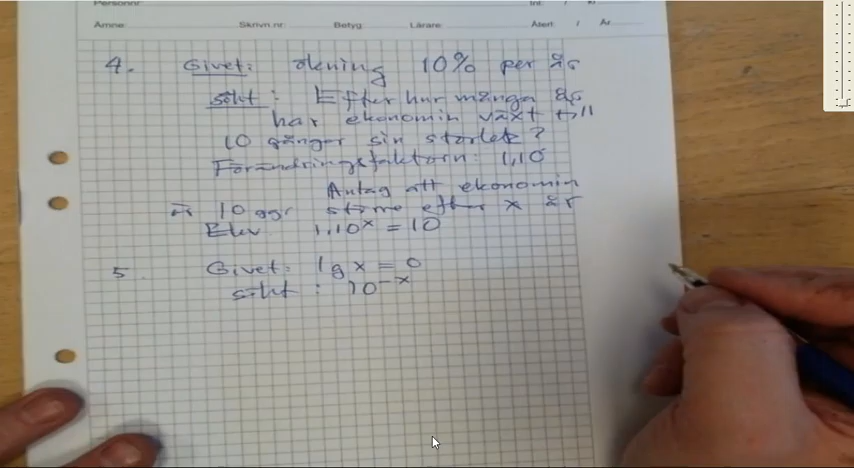 Personnr
Ämne: Skrivn.nr Betyg: Lärare: Återl: / År
4. Givet: ökning 10% per år
Sökt: Efter hur många år
har ekonomin växt till
10 gånger sin storlek?
Förändringsfaktorn: 1,10
Antag att ekonomin
är 10 ggr större efter x år
Ekv 1,10^x = 10
5 Givet: lg x = 0
sökt: 10^-x